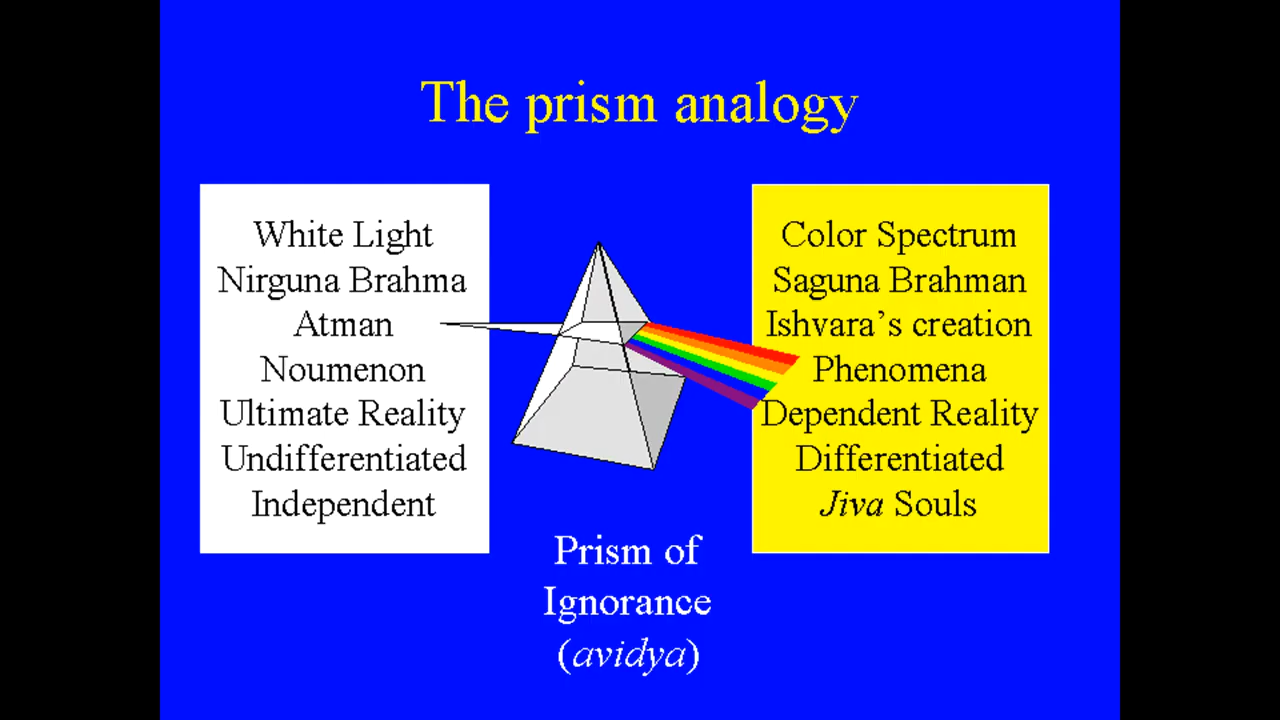 The prism analogy
White Light
Nirguna Brahma
Atman
Noumenon
Ultimate Reality
Undifferentiated
Independent
Color Spectrum
Saguna Brahman
Ishvara’s creation
Phenomena
Dependent Reality
Differentiated
Jiva Souls
Prism of
Ignorance
(avidya)